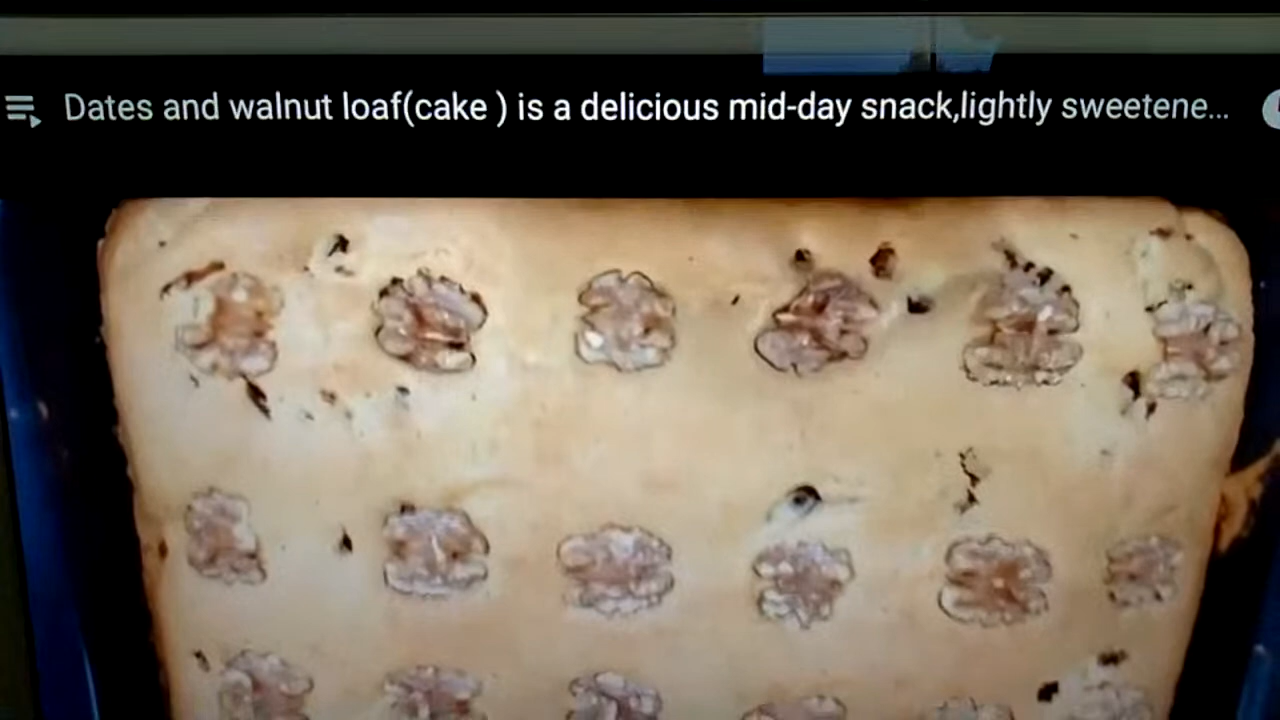 Dates and walnut loaf(cake ) is a delicious mid-day snack,lightly sweetene...